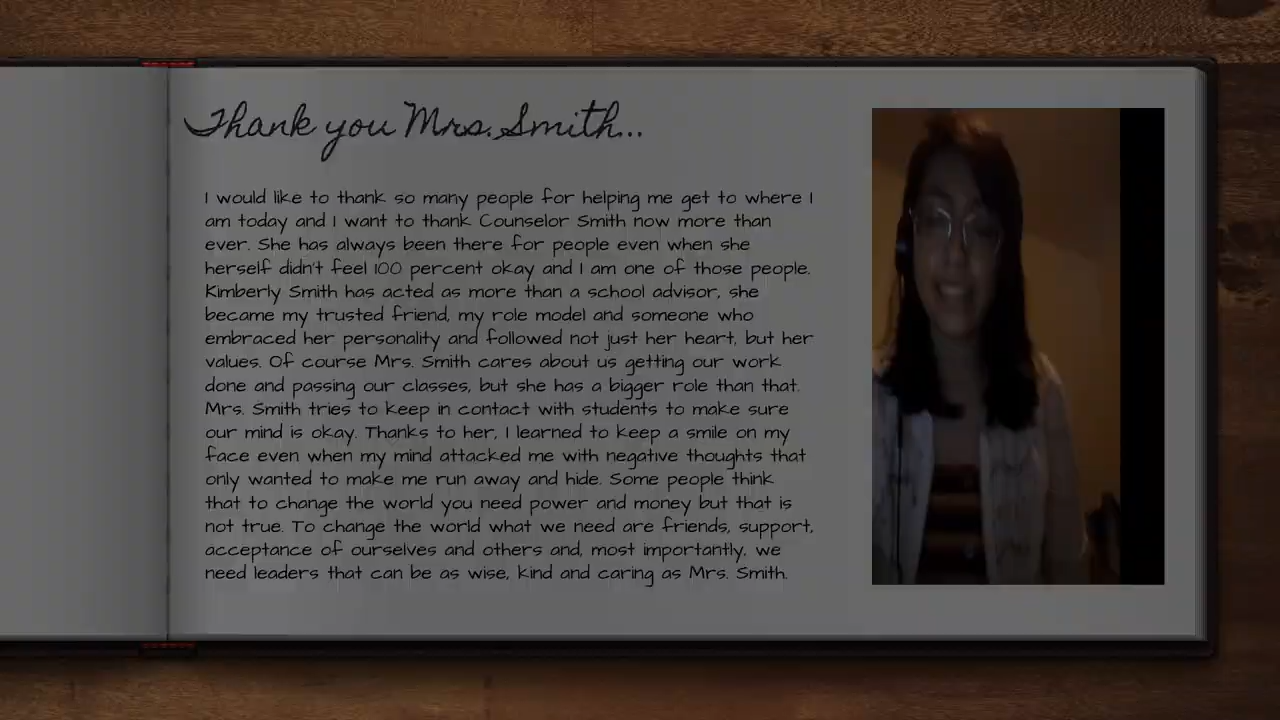 Thank you Mrs. Smith...
I would like to thank so many people for helping me get to where I
am today and I want to thank Counselor Smith now more than
ever. She has always been there for people even when she
herself didn't feel 100 percent okay and I am one of those people.
Kimberly Smith has acted as more than a school advisor, she
became my trusted friend, my role model and someone who
embraced her personality and followed not just her heart, but her
values. Of course Mrs. Smith cares about us getting our work
done and passing our classes, but she has a bigger role than that.
Mrs. Smith tries to keep in contact with students to make sure
our mind is okay. Thanks to her, I learned to keep a smile on my
face even when my mind attacked me with negative thoughts that
only wanted to make me run away and hide. Some people think
that to change the world you need power and money but that is
not true. To change the world what we need are friends, support,
acceptance of ourselves and others and, most importantly, we
need leaders that can be as wise, kind and caring as Mrs. Smith.